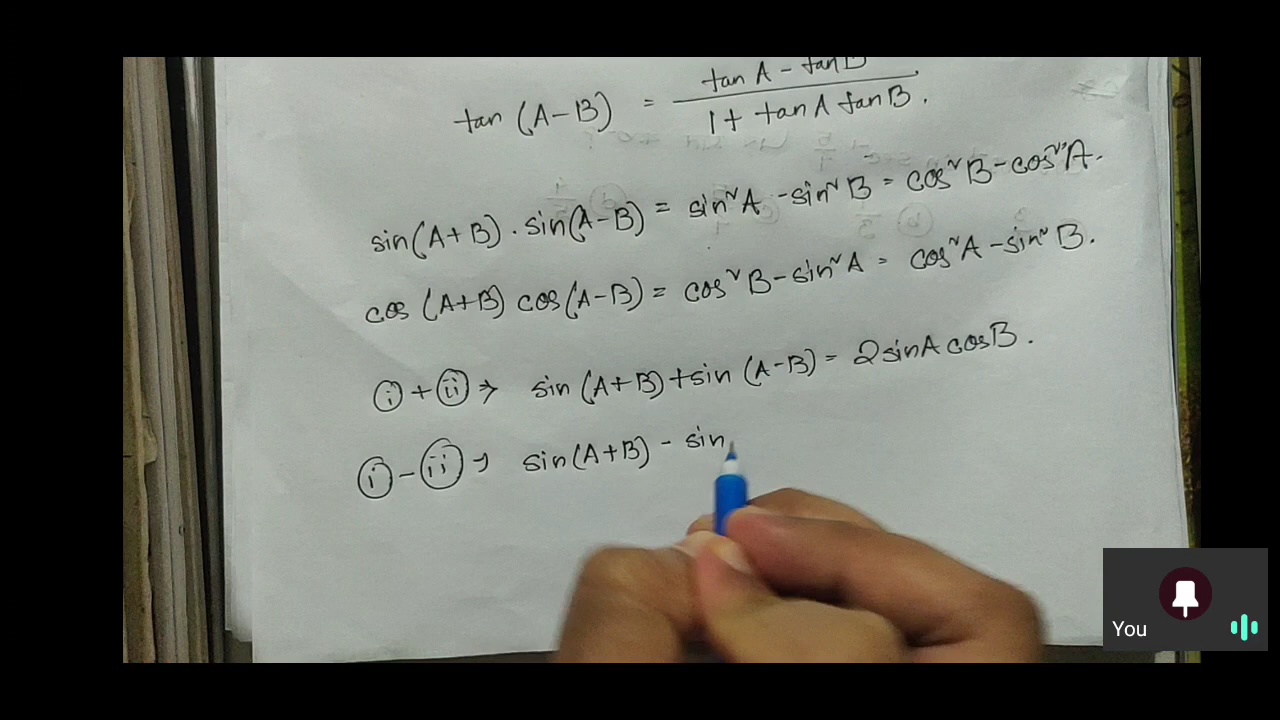 tan A - tan B
tan (A-B) = 1 + tan A tan B.
sin(A+B) . sin(A-B) = sin²A - sin²B = cos²B - cos²A.
cos (A+B) cos(A-B) = cos²B - sin²A = cos²A - sin²B.
(i) + (ii) ⇒ sin (A+B) + sin (A-B) = 2 sinA cosB.
(i) - (ii) ⇒ sin(A+B) - sin
You